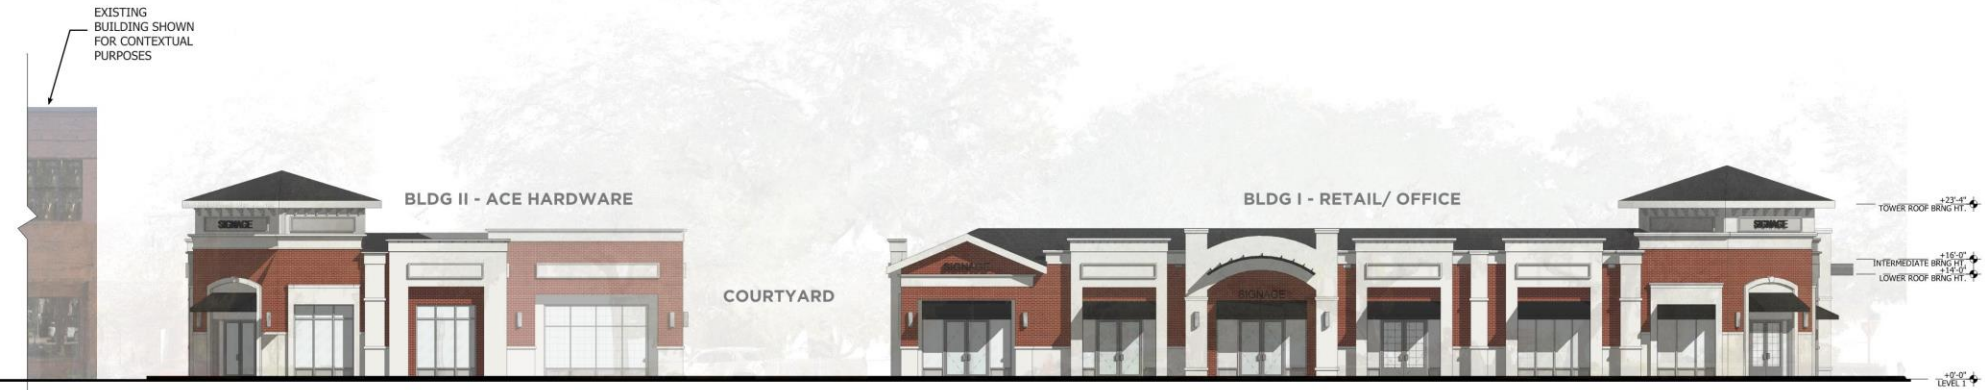 EXISTING
BUILDING SHOWN
FOR CONTEXTUAL
PURPOSES
BLDG II - ACE HARDWARE
BLDG I - RETAIL/ OFFICE
COURTYARD
SIGNAGE
SIGNAGE
SIGNAGE
SIGNAGE
+23'-4"
TOWER ROOF BRNG HT.
+16'-0"
INTERMEDIATE BRNG HT.
+14'-0"
LOWER ROOF BRNG HT.
+0'-0"
LEVEL 1